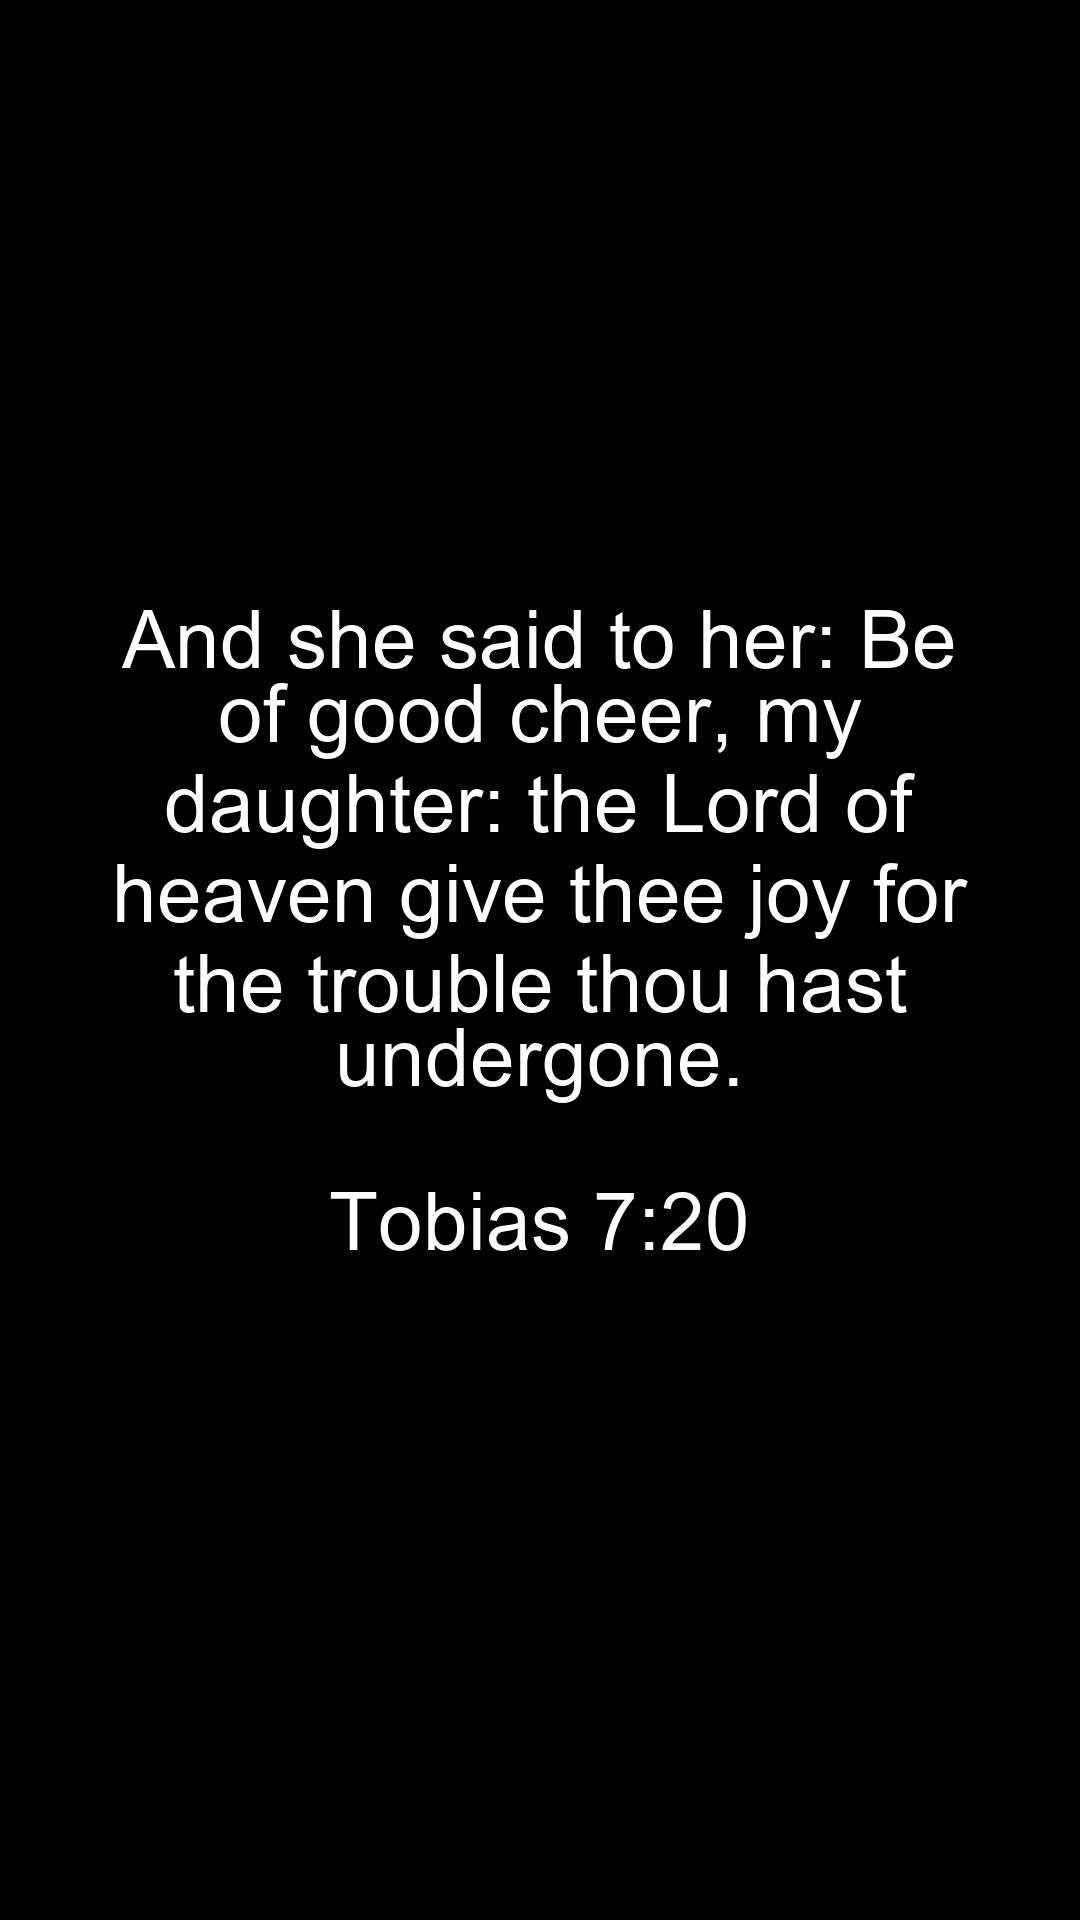 And she said to her: Be
of good cheer, my
daughter: the Lord of
heaven give thee joy for
the trouble thou hast
undergone.
Tobias 7:20